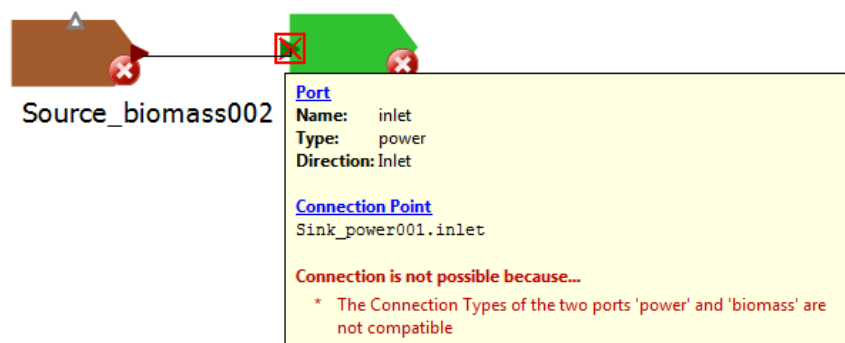 Source_biomass002
Port
Name: inlet
Type: power
Direction: Inlet
Connection Point
Sink_power001.inlet
Connection is not possible because...
* The Connection Types of the two ports 'power' and 'biomass' are
not compatible